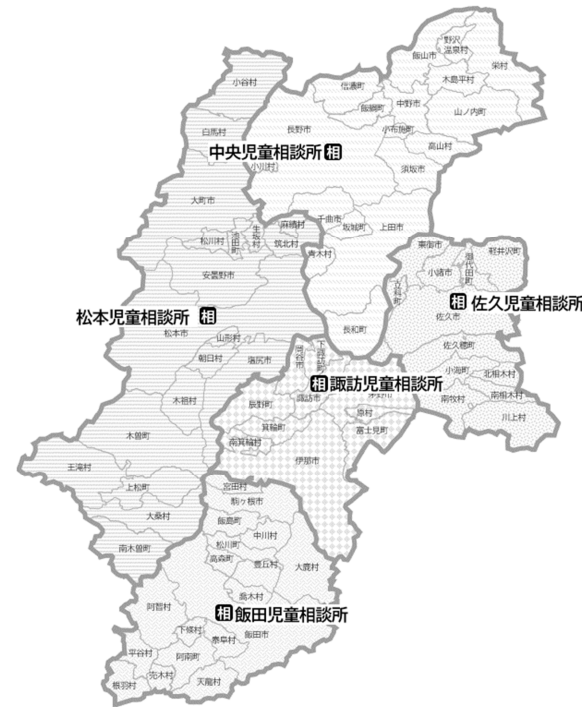 野沢
温泉村
飯山市
栄村
小谷村
信濃町
木島平村
飯綱町
中野市
山ノ内町
白馬村
長野市
小布施町
高山村
中央児童相談所 相
小川村
須坂市
大町市
千曲市
坂城町
上田市
麻績村
生坂村
池田町
松川村
筑北村
青木村
東御市
軽井沢町
御代田町
小諸市
安曇野市
立科町
相 佐久児童相談所
松本児童相談所 相
佐久市
松本市
長和町
山形村
佐久穂町
朝日村
塩尻市
岡谷市
下諏訪町
小海町
北相木村
相 諏訪児童相談所
茅野市
諏訪市
南相木村
木祖村
辰野町
原村
南牧村
川上村
箕輪町
富士見町
木曽町
南箕輪村
伊那市
王滝村
上松町
宮田村
駒ヶ根市
大桑村
飯島町
中川村
松川町
南木曽町
高森町
豊丘村
大鹿村
喬木村
阿智村
相 飯田児童相談所
下條村
泰阜村
飯田市
平谷村
阿南町
売木村
根羽村
天龍村